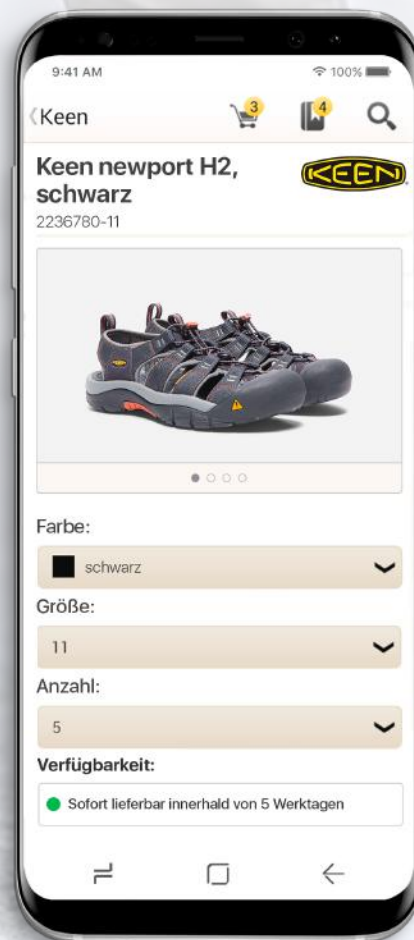 9:41 AM
100%
Keen
3
4
Keen newport H2,
schwarz
KEEN
2236780-11
Farbe:
schwarz
Größe:
11
Anzahl:
5
Verfügbarkeit:
Sofort lieferbar innerhald von 5 Werktagen